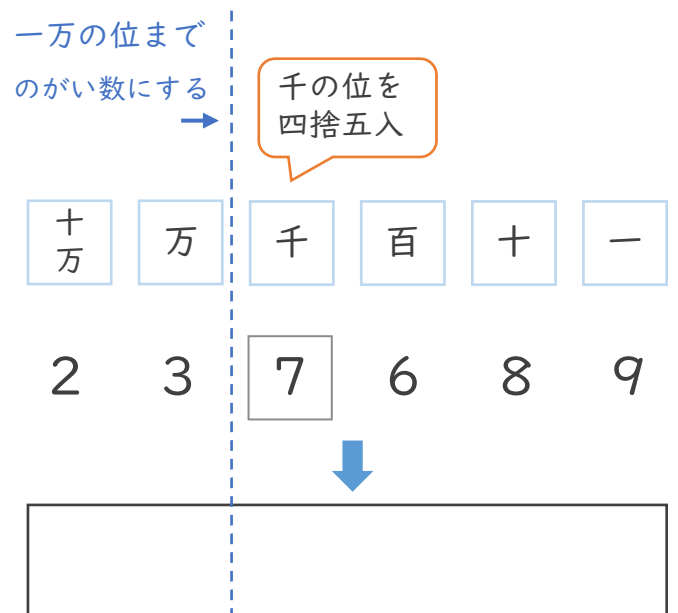 一万の位まで
のがい数にする
千の位を
四捨五入
十万 万 千 百 十 一
2 3 7 6 8 9